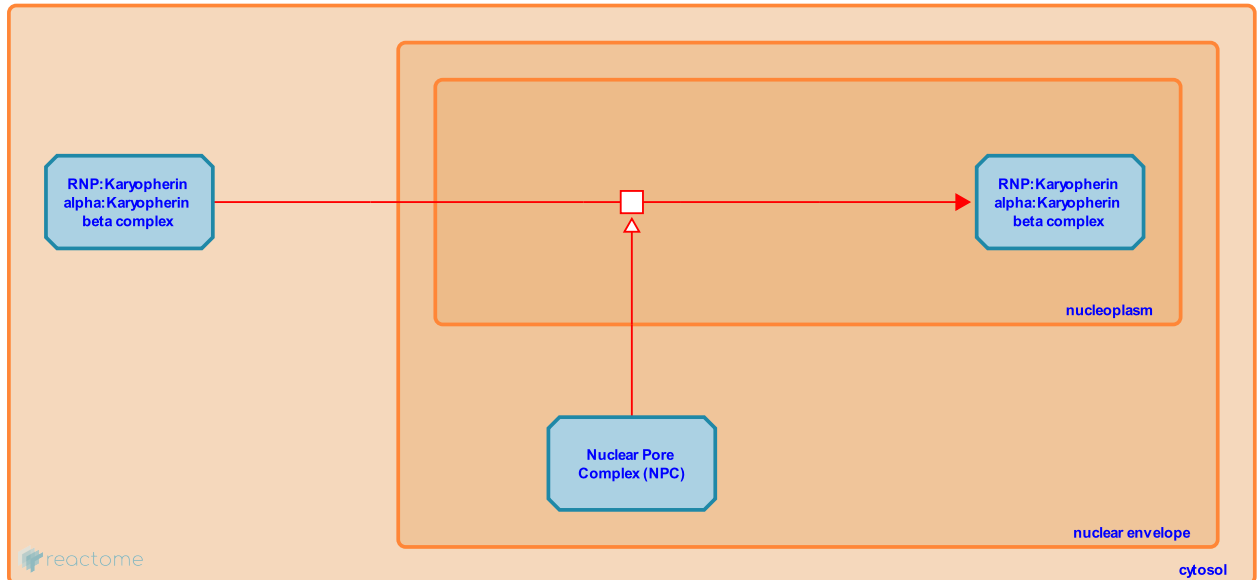 RNP:Karyopherin
alpha:Karyopherin
beta complex
RNP:Karyopherin
alpha:Karyopherin
beta complex
nucleoplasm
Nuclear Pore
Complex (NPC)
nuclear envelope
reactome
cytosol